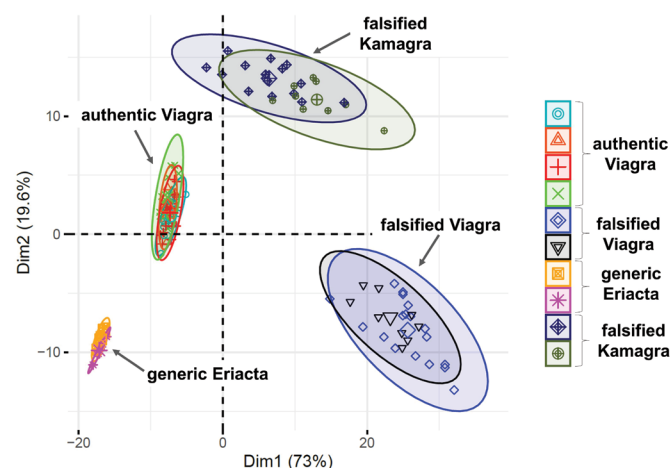 falsified
Kamagra
authentic Viagra
falsified Viagra
generic Eriacta
10
0
−10
−20
0
20
Dim1 (73%)
Dim2 (19.6%)
authentic
Viagra
falsified
Viagra
generic
Eriacta
falsified
Kamagra